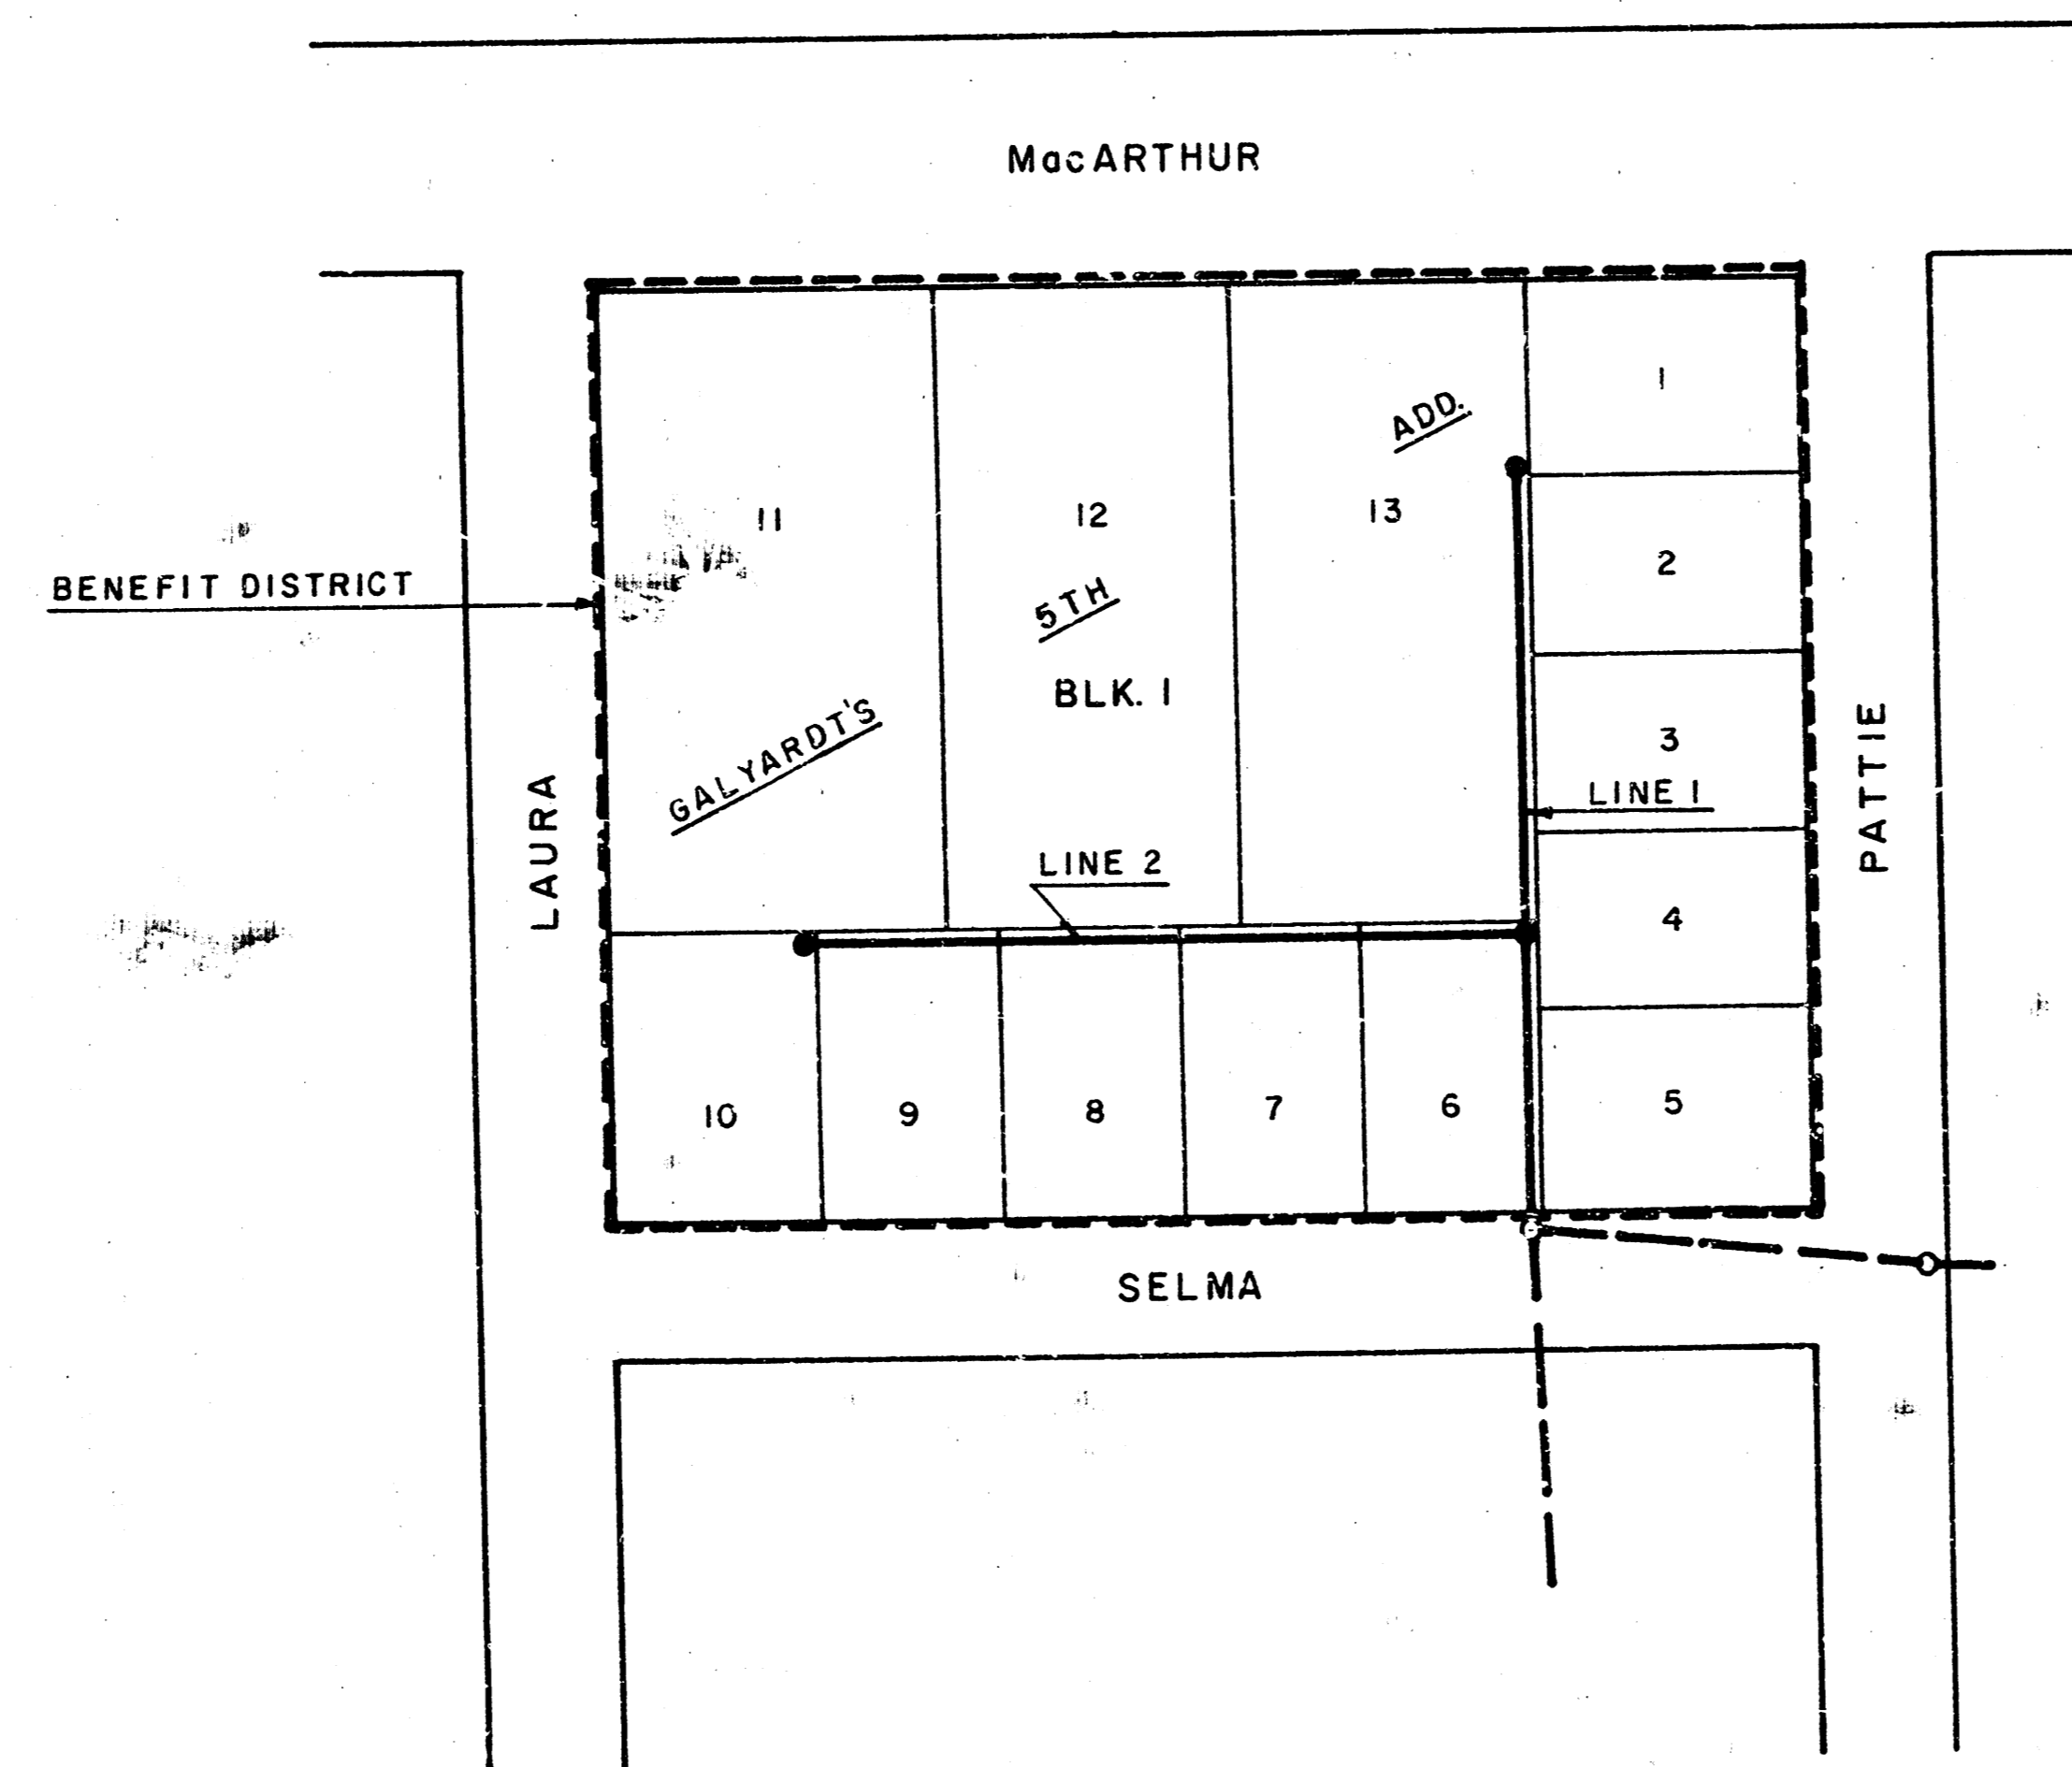 MacARTHUR
1
ADD.
11
12
13
2
BENEFIT DISTRICT
5TH
BLK. 1
GALYARDT'S
3
LINE 1
PATTIE
LAURA
LINE 2
4
10
9
8
7
6
5
SELMA